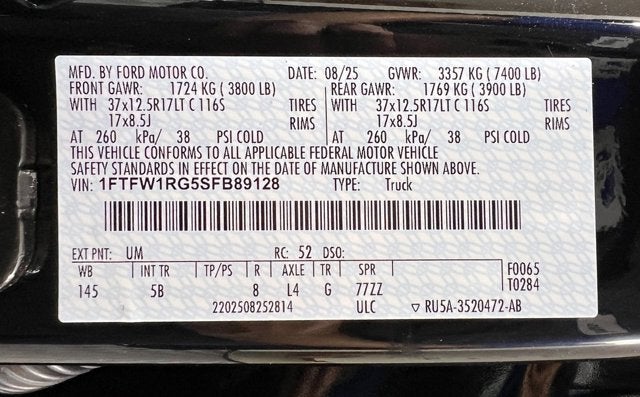 MFD. BY FORD MOTOR CO. DATE: 08/25 GVWR: 3357 KG ( 7400 LB)
FRONT GAWR: 1724 KG ( 3800 LB) REAR GAWR: 1769 KG ( 3900 LB)
WITH 37x12.5R17LT C 116S TIRES 37x12.5R17LT C 116S TIRES
17x8.5J RIMS 17x8.5J RIMS
AT 260 kPa/ 38 PSI COLD AT 260 kPa/ 38 PSI COLD
THIS VEHICLE CONFORMS TO ALL APPLICABLE FEDERAL MOTOR VEHICLE
SAFETY STANDARDS IN EFFECT ON THE DATE OF MANUFACTURE SHOWN ABOVE.
VIN: 1FTFW1RG5SFB89128 TYPE: Truck
EXT PNT: UM RC: 52 DSO:
WB INT TR TP/PS R AXLE TR SPR F0065
145 5B 8 L4 G 77ZZ T0284
2202508252814 ULC ▽ RU5A-3520472-AB